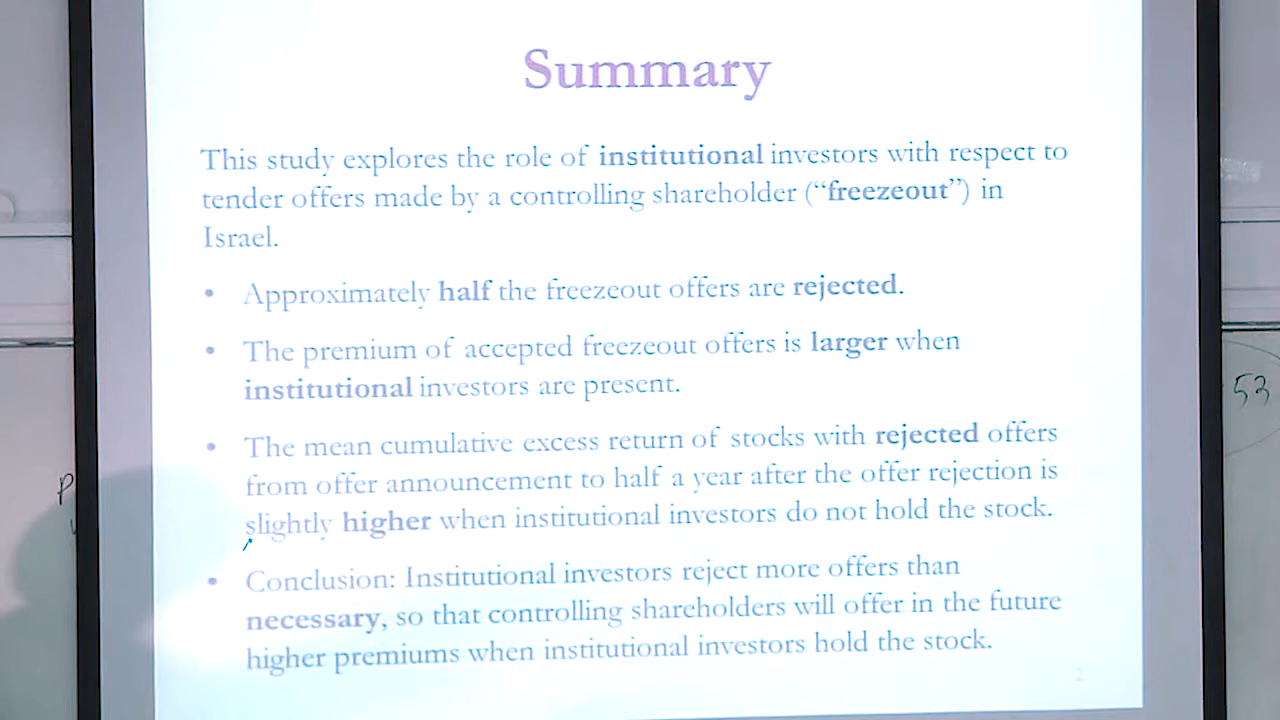 Summary
This study explores the role of institutional investors with respect to
tender offers made by a controlling shareholder (“freezeout”) in
Israel.
• Approximately half the freezeout offers are rejected.
• The premium of accepted freezeout offers is larger when
institutional investors are present.
• The mean cumulative excess return of stocks with rejected offers
from offer announcement to half a year after the offer rejection is
slightly higher when institutional investors do not hold the stock.
• Conclusion: Institutional investors reject more offers than
necessary, so that controlling shareholders will offer in the future
higher premiums when institutional investors hold the stock.
2
53
P